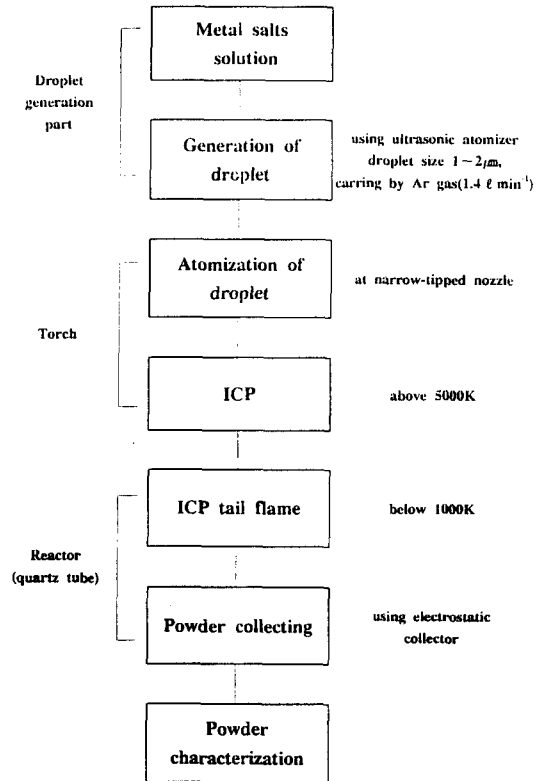 Metal salts
solution
Droplet
generation
part
Generation of
droplet
using ultrasonic atomizer
droplet size 1~2μm,
carring by Ar gas(1.4 ℓ min⁻¹)
Atomization of
droplet
at narrow-tipped nozzle
Torch
ICP
above 5000K
ICP tail flame
below 1000K
Reactor
(quartz tube)
Powder collecting
using electrostatic
collector
Powder
characterization